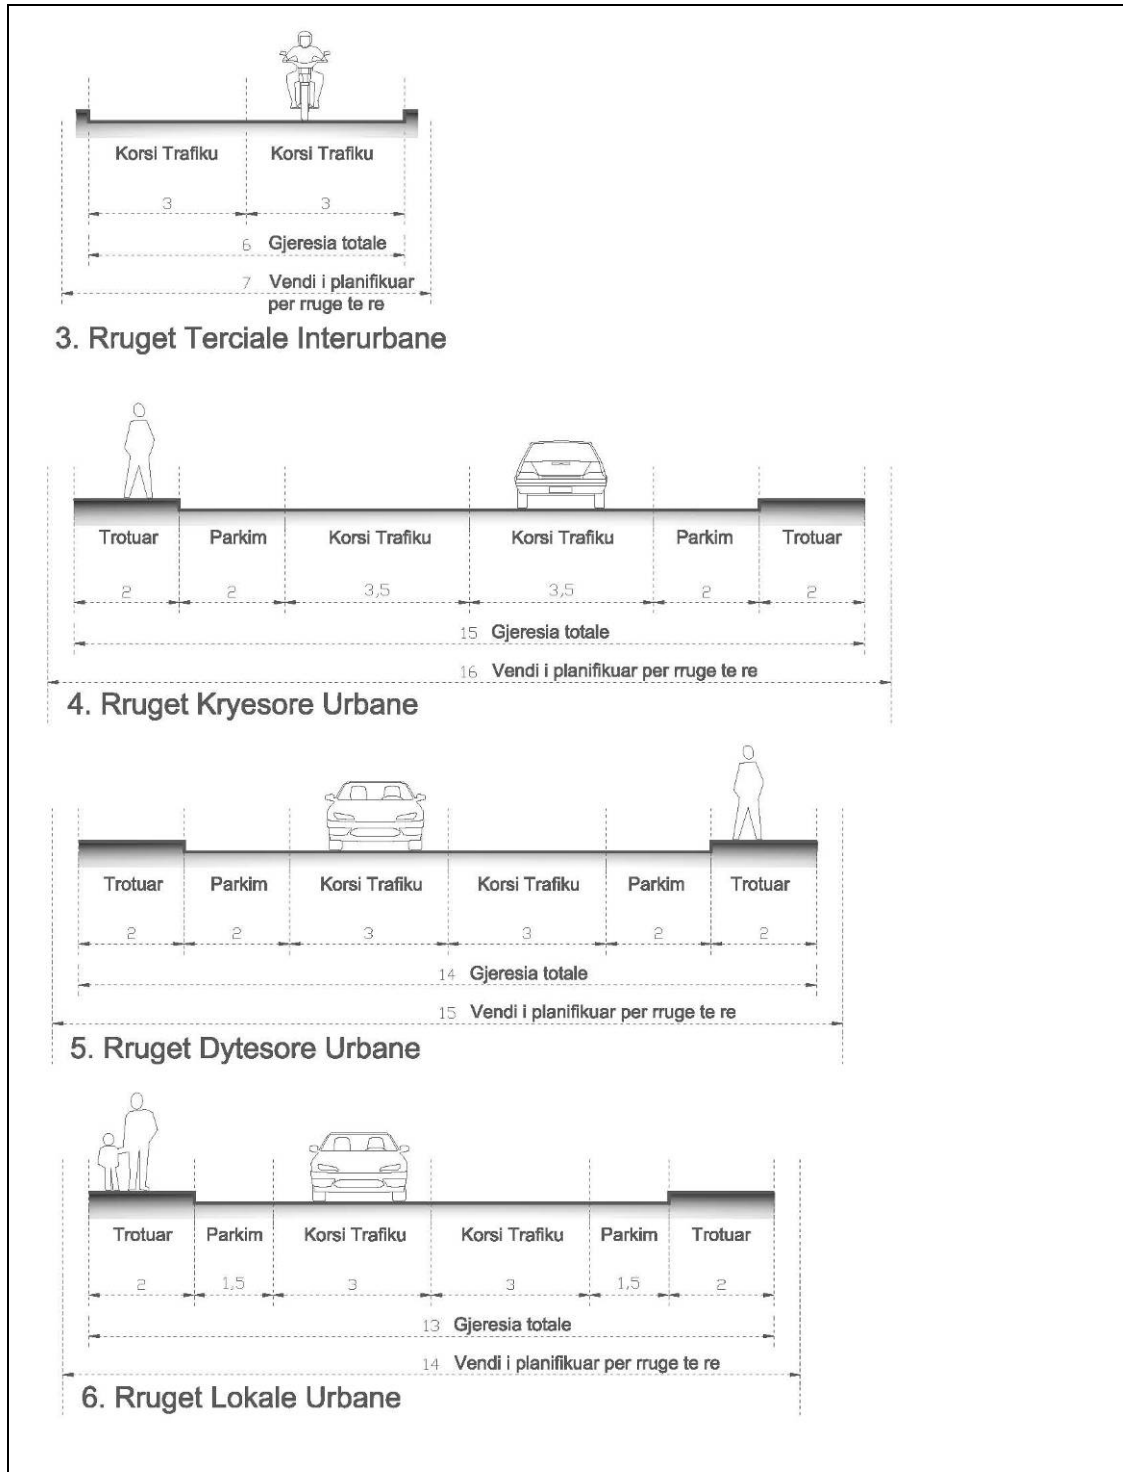 Korsi Trafiku Korsi Trafiku
3 3
6 Gjeresia totale
7 Vendi i planifikuar
per rruge te re
3. Rruget Terciale Interurbane
Trotuar Parkim Korsi Trafiku Korsi Trafiku Parkim Trotuar
2 2 3,5 3,5 2 2
15 Gjeresia totale
16 Vendi i planifikuar per rruge te re
4. Rruget Kryesore Urbane
Trotuar Parkim Korsi Trafiku Korsi Trafiku Parkim Trotuar
2 2 3 3 2 2
14 Gjeresia totale
15 Vendi i planifikuar per rruge te re
5. Rruget Dytesore Urbane
Trotuar Parkim Korsi Trafiku Korsi Trafiku Parkim Trotuar
2 1,5 3 3 1,5 2
13 Gjeresia totale
14 Vendi i planifikuar per rruge te re
6. Rruget Lokale Urbane